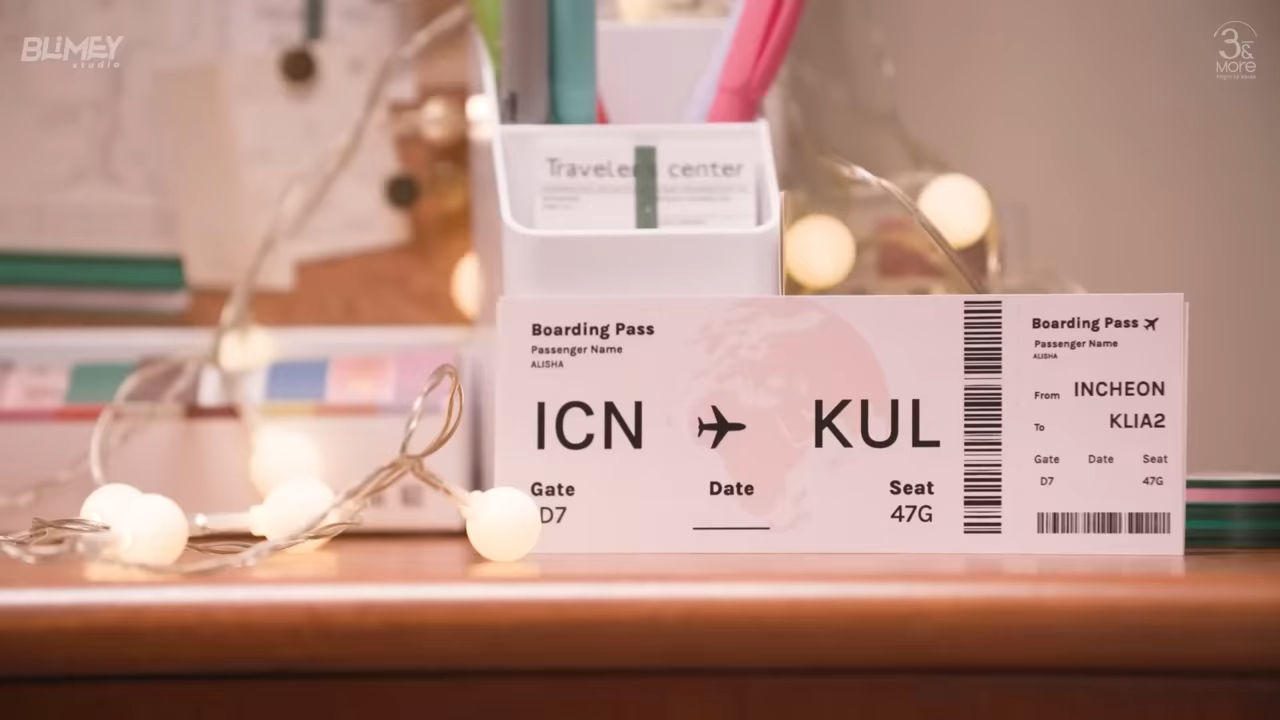 BLiMEY
studio
3&
MORE
Traveler's center
Boarding Pass
Passenger Name
ALISHA
ICN
KUL
Gate
Date
Seat
D7
47G
Boarding Pass
Passenger Name
ALISHA
From INCHEON
To KLIA2
Gate Date Seat
D7 47G